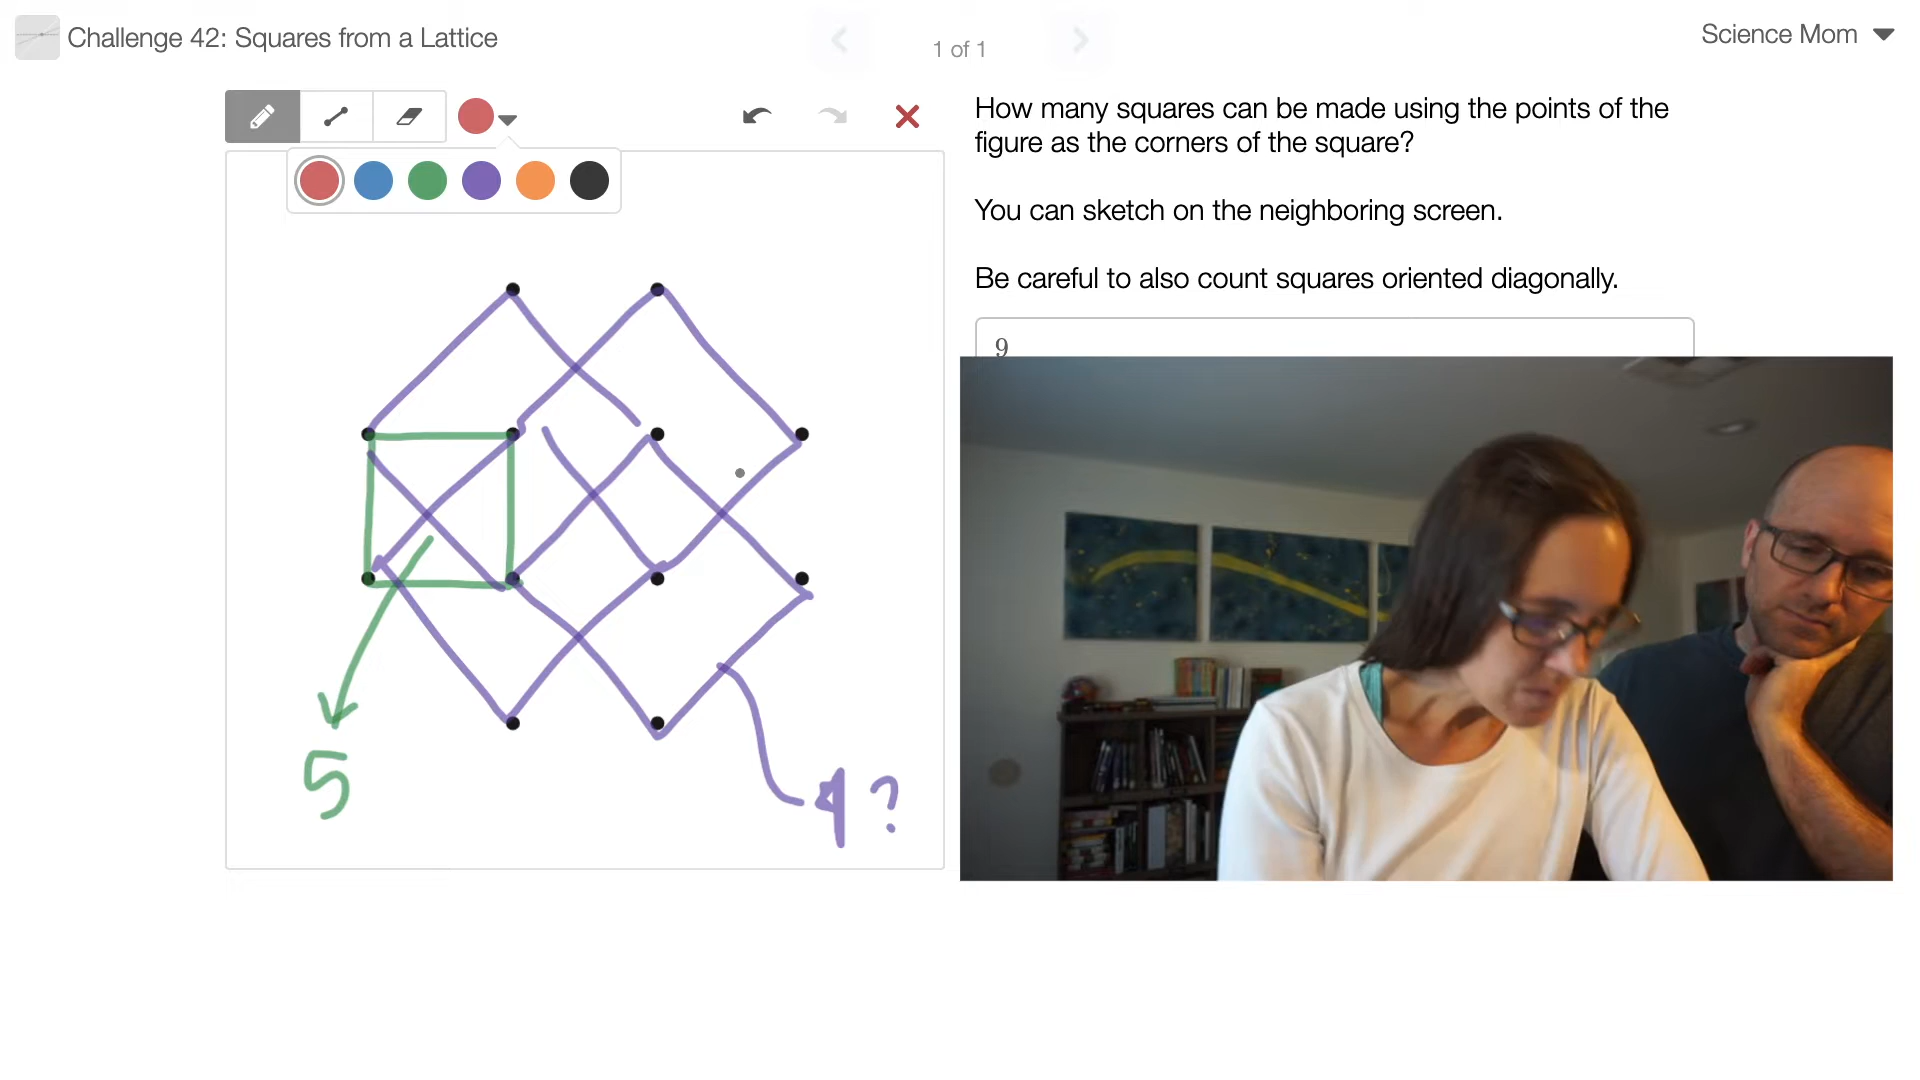 Challenge 42: Squares from a Lattice
1 of 1
Science Mom
How many squares can be made using the points of the
figure as the corners of the square?
You can sketch on the neighboring screen.
Be careful to also count squares oriented diagonally.
9
5
4?